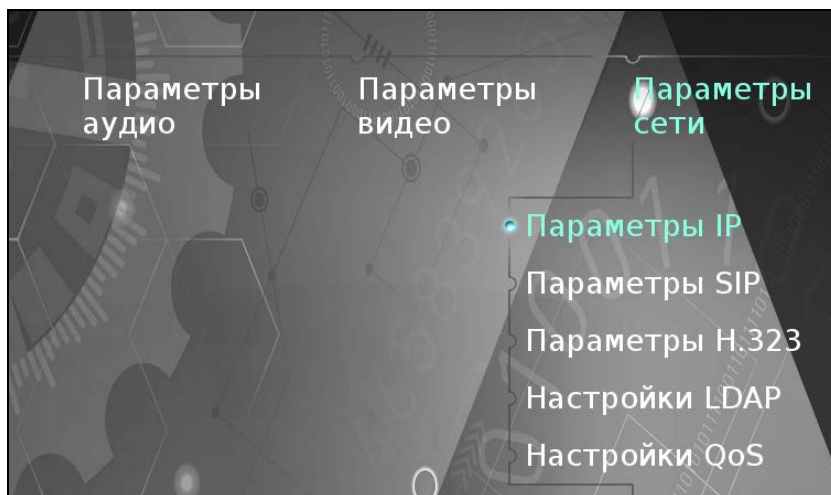 Параметры аудио
Параметры видео
Параметры сети
Параметры IP
Параметры SIP
Параметры H.323
Настройки LDAP
Настройки QoS